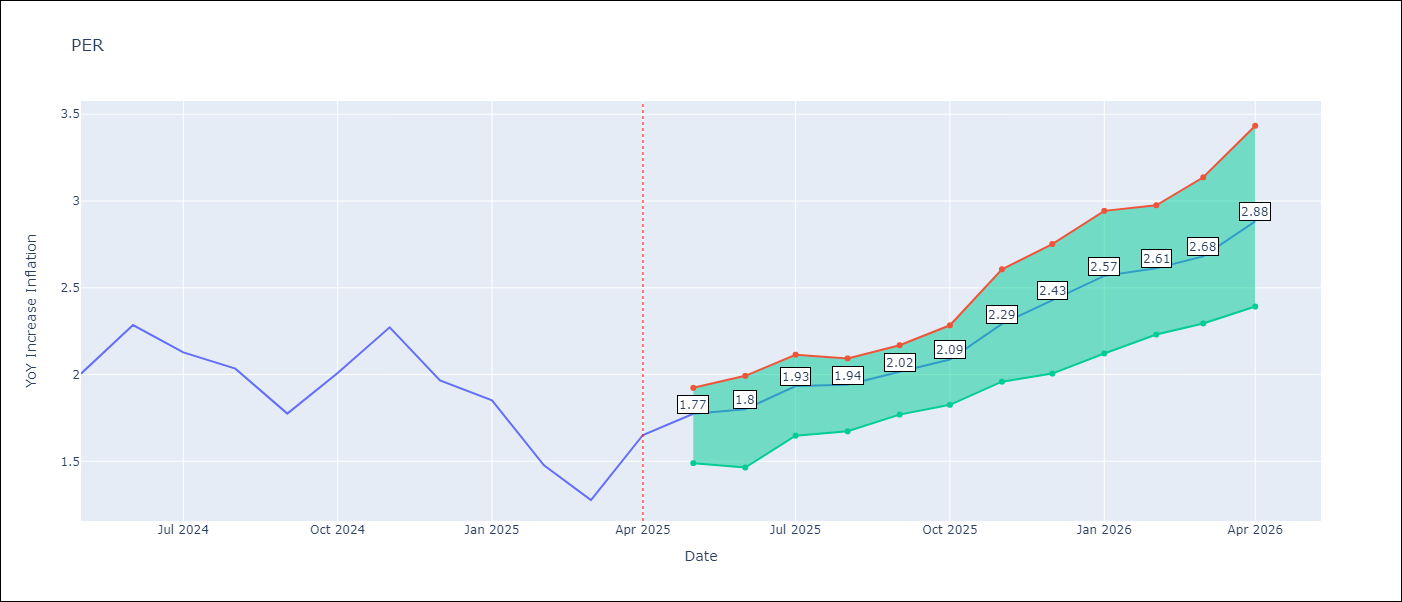 PER
3.5
3
2.5
2
1.5
YoY Increase Inflation
1.77
1.8
1.93
1.94
2.02
2.09
2.29
2.43
2.57
2.61
2.68
2.88
Jul 2024
Oct 2024
Jan 2025
Apr 2025
Jul 2025
Oct 2025
Jan 2026
Apr 2026
Date